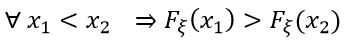 ∀ x₁ < x₂ ⇒ F_ξ(x₁) > F_ξ(x₂)